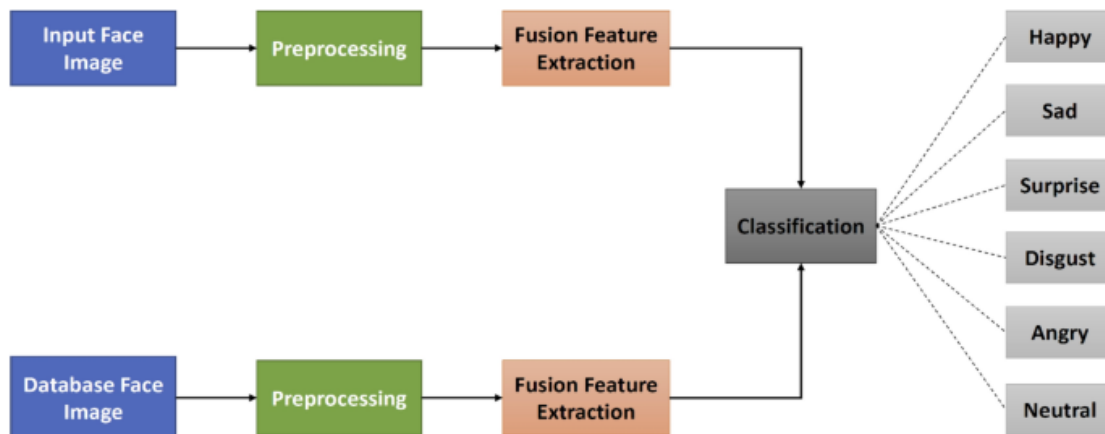 Input Face
Image
Preprocessing
Fusion Feature
Extraction
Happy
Sad
Surprise
Classification
Disgust
Angry
Database Face
Image
Preprocessing
Fusion Feature
Extraction
Neutral